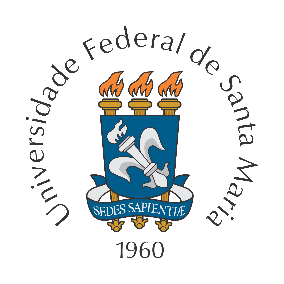 Universidade Federal de Santa Maria
SEDES SAPIENTIÆ
1960